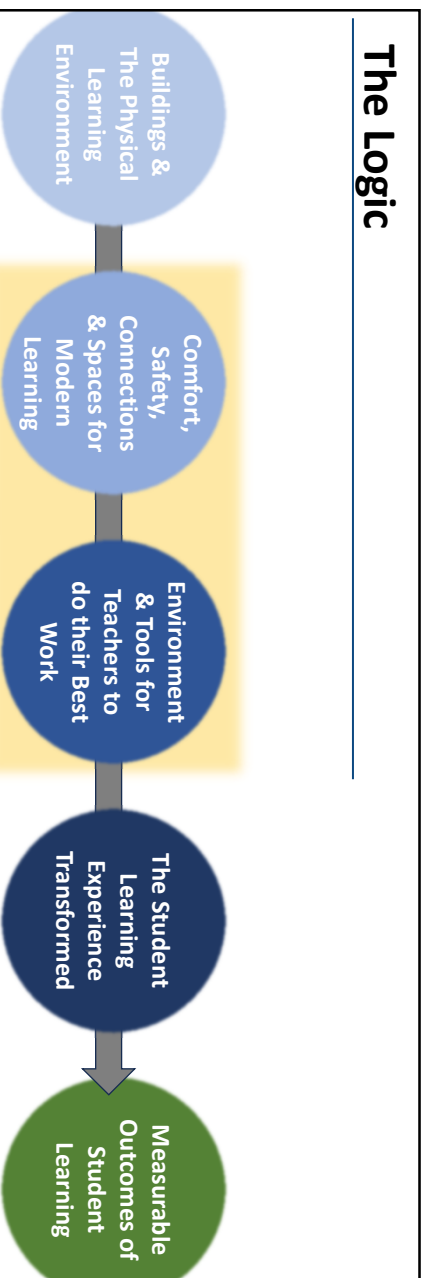 The Logic
Buildings &
The Physical
Learning
Environment
Comfort,
Safety,
Connections
& Spaces for
Modern
Learning
Environment
& Tools for
Teachers to
do their Best
Work
The Student
Learning
Experience
Transformed
Measurable
Outcomes of
Student
Learning